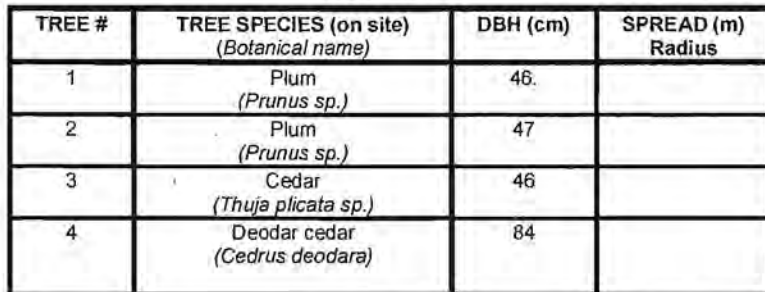 TREE # TREE SPECIES (on site) DBH (cm) SPREAD (m)
(Botanical name) Radius
1 Plum 46.
(Prunus sp.)
2 Plum 47
(Prunus sp.)
3 Cedar 46
(Thuja plicata sp.)
4 Deodar cedar 84
(Cedrus deodara)